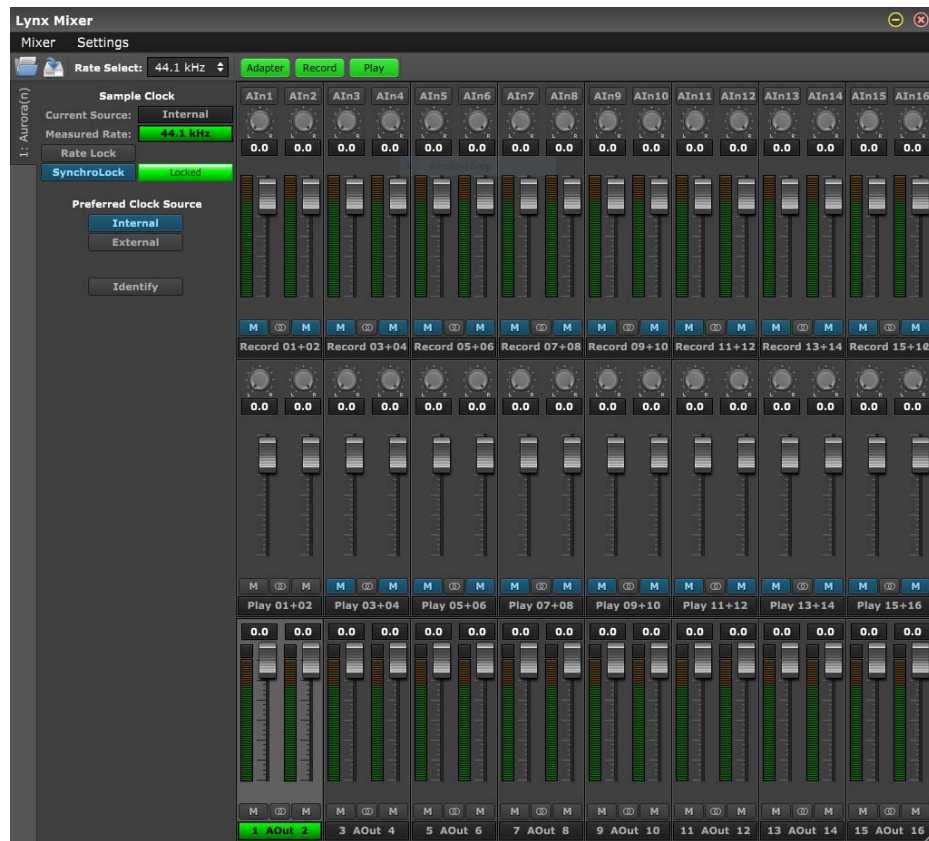 Lynx Mixer
Mixer Settings
Rate Select: 44.1 kHz Adapter Record Play
1: Aurora(n)
Sample Clock
Current Source: Internal
Measured Rate: 44.1 kHz
Rate Lock
SynchroLock Locked
Preferred Clock Source
Internal
External
Identify
AIn1 AIn2 AIn3 AIn4 AIn5 AIn6 AIn7 AIn8 AIn9 AIn10 AIn11 AIn12 AIn13 AIn14 AIn15 AIn16
L R L R L R L R L R L R L R L R L R L R L R L R L R L R L R L R
0.0 0.0 0.0 0.0 0.0 0.0 0.0 0.0 0.0 0.0 0.0 0.0 0.0 0.0 0.0 0.0
Window Snip
M M M M M M M M M M M M M M M M
Record 01+02 Record 03+04 Record 05+06 Record 07+08 Record 09+10 Record 11+12 Record 13+14 Record 15+16
L R L R L R L R L R L R L R L R L R L R L R L R L R L R L R L R
0.0 0.0 0.0 0.0 0.0 0.0 0.0 0.0 0.0 0.0 0.0 0.0 0.0 0.0 0.0 0.0
M M M M M M M M M M M M M M M M
Play 01+02 Play 03+04 Play 05+06 Play 07+08 Play 09+10 Play 11+12 Play 13+14 Play 15+16
0.0 0.0 0.0 0.0 0.0 0.0 0.0 0.0 0.0 0.0 0.0 0.0 0.0 0.0 0.0 0.0
M M M M M M M M M M M M M M M M
1 AOut 2 3 AOut 4 5 AOut 6 7 AOut 8 9 AOut 10 11 AOut 12 13 AOut 14 15 AOut 16